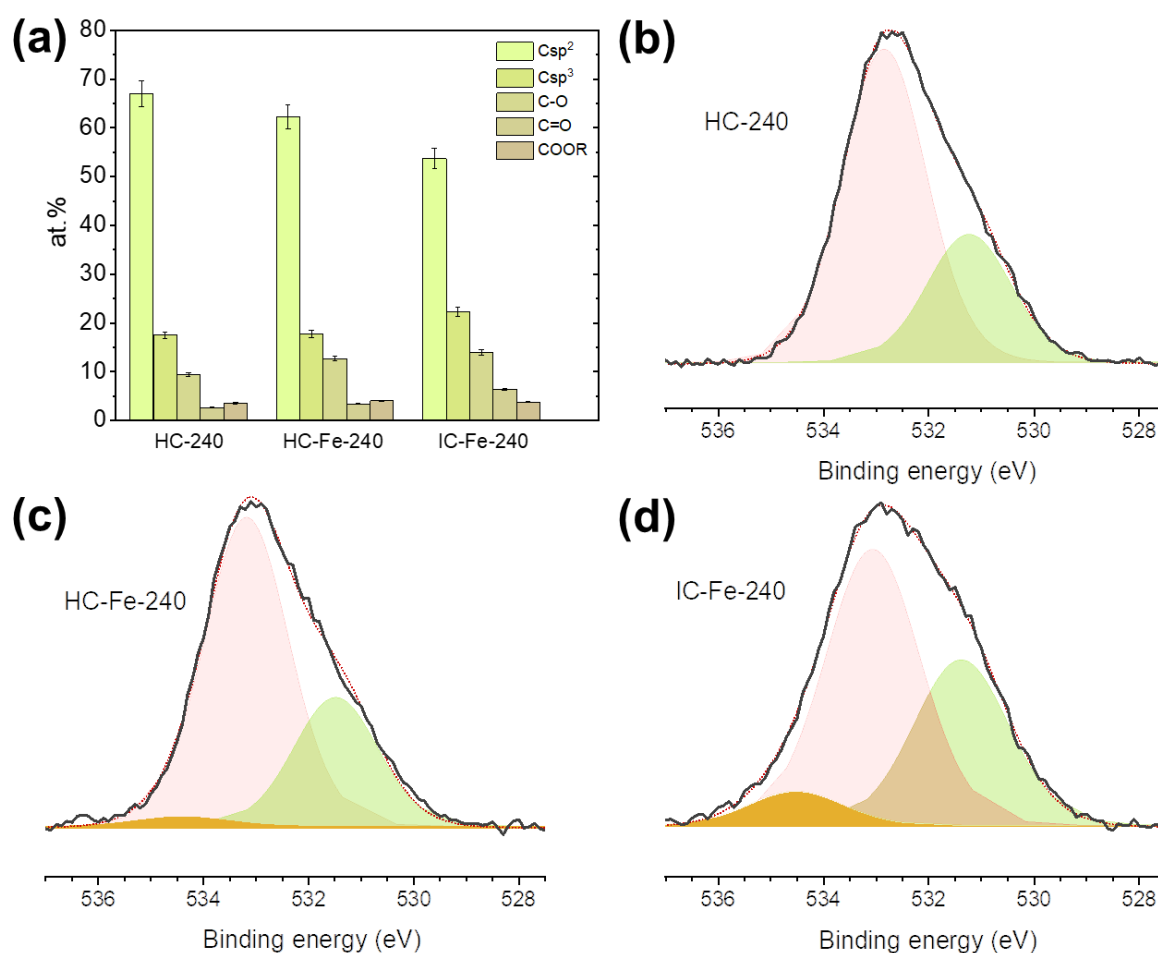 (a)
80
70
60
50
40
30
20
10
0
at.%
Csp²
Csp³
C-O
C=O
COOR
HC-240
HC-Fe-240
IC-Fe-240
(b)
HC-240
536
534
532
530
528
Binding energy (eV)
(c)
HC-Fe-240
536
534
532
530
528
Binding energy (eV)
(d)
IC-Fe-240
536
534
532
530
528
Binding energy (eV)